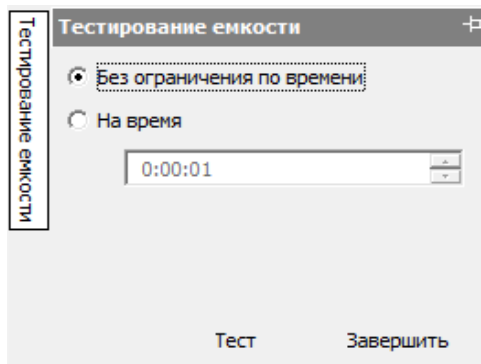 Тестирование емкости
Тестирование емкости
Без ограничения по времени
На время
0:00:01
Тест Завершить